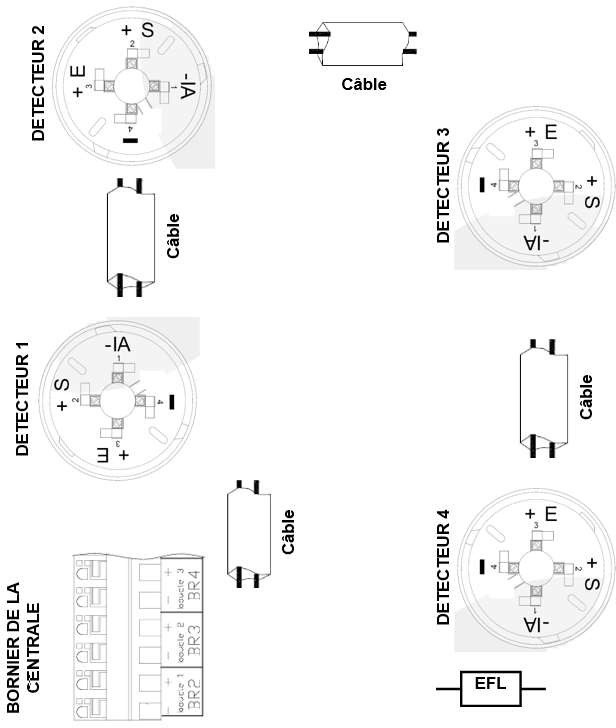 DETECTEUR 2
+ S
2
+ E
3
-IA
1
4
Câble
DETECTEUR 3
+ E
3
4
+ S
2
-IA
1
Câble
DETECTEUR 1
-IA
1
+ S
2
4
+ E
3
Câble
Câble
DETECTEUR 4
+ E
3
4
+ S
2
-IA
1
BORNIER DE LA
CENTRALE
+ -
boucle 3
BR4
+ -
boucle 2
BR3
+ -
boucle 1
BR2
EFL